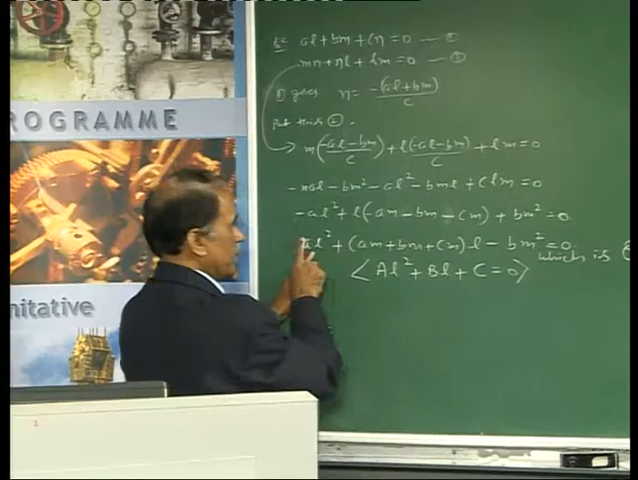 ROGRAMME
nitative
Ex al+bm+cn=0 — ①
mn+nl+lm=0 — ②
① gives n = -(al+bm)/c
put this ②.
m((-al-bm)/c)+l((-al-bm)/c)+lm=0
-mal-bm²-al²-bml+clm=0
-al²+l(-am-bm-cm)+bm²=0
al²+(am+bm+cm)l-bm²=0
which is
<Al²+Bl+C=0>